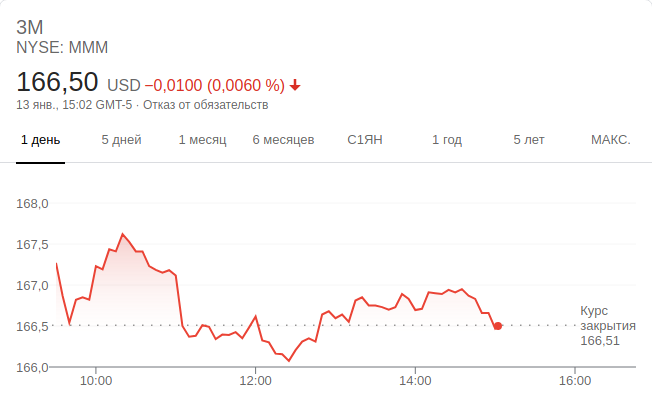 3M
NYSE: MMM
166,50 USD −0,0100 (0,0060 %)
13 янв., 15:02 GMT-5 · Отказ от обязательств
1 день 5 дней 1 месяц 6 месяцев С1ЯН 1 год 5 лет МАКС.
168,0
167,5
167,0
166,5
166,0
Курс
закрытия
166,51
10:00 12:00 14:00 16:00